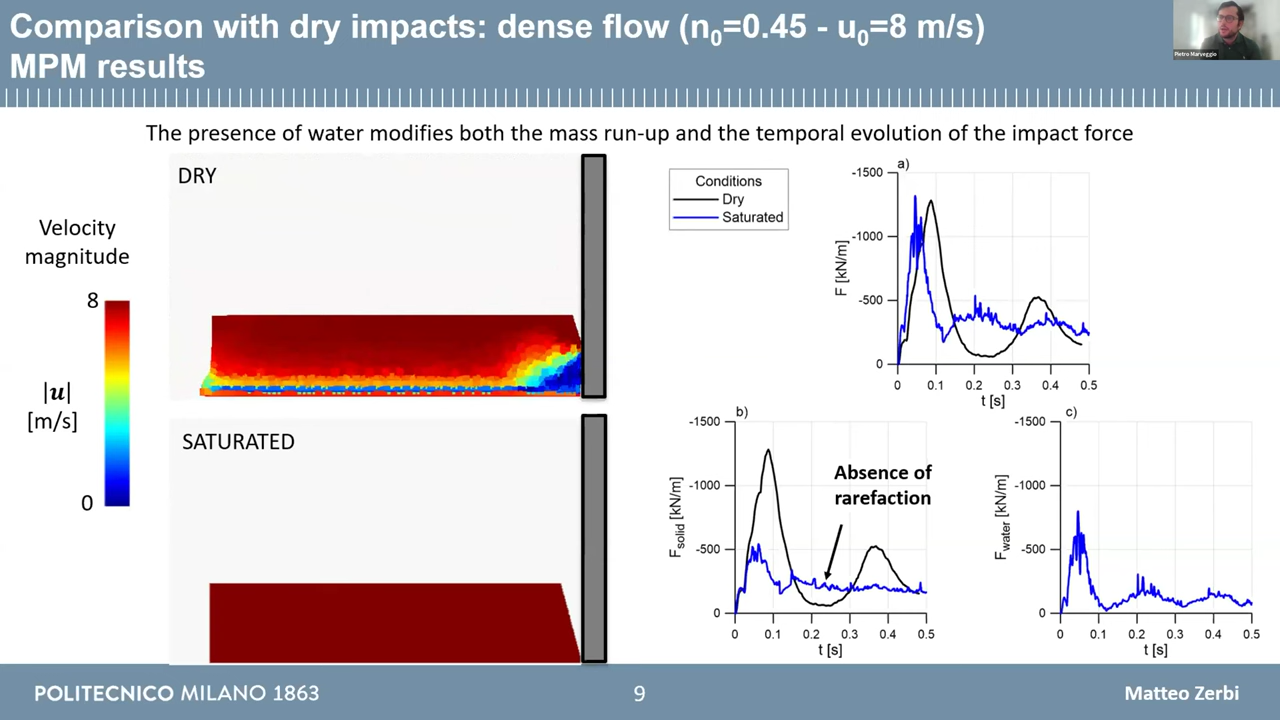 Comparison with dry impacts: dense flow (n0=0.45 - u0=8 m/s)
MPM results
Pietro Marveggio
The presence of water modifies both the mass run-up and the temporal evolution of the impact force
DRY
Velocity
magnitude
8
|u|
[m/s]
0
SATURATED
Conditions
Dry
Saturated
a)
-1500
-1000
-500
0
F [kN/m]
0 0.1 0.2 0.3 0.4 0.5
t [s]
b)
-1500
-1000
-500
0
Fsolid [kN/m]
Absence of
rarefaction
0 0.1 0.2 0.3 0.4 0.5
t [s]
c)
-1500
-1000
-500
0
Fwater [kN/m]
0 0.1 0.2 0.3 0.4 0.5
t [s]
POLITECNICO MILANO 1863
9
Matteo Zerbi